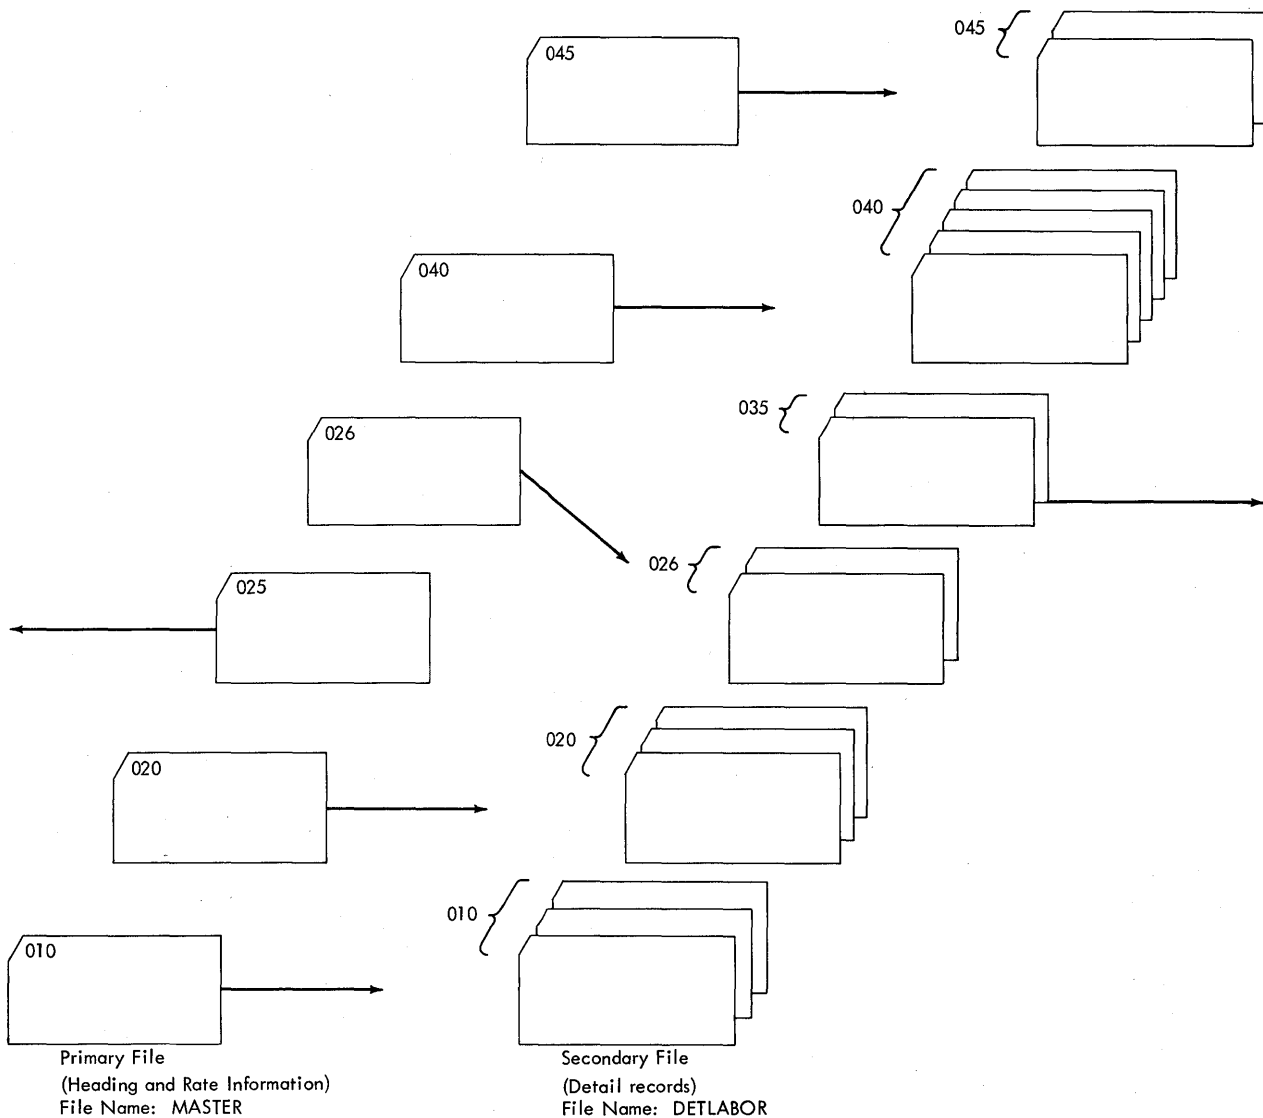 045
045
040
040
035
026
026
025
020
020
010
010
Primary File
(Heading and Rate Information)
File Name: MASTER
Secondary File
(Detail records)
File Name: DETLABOR